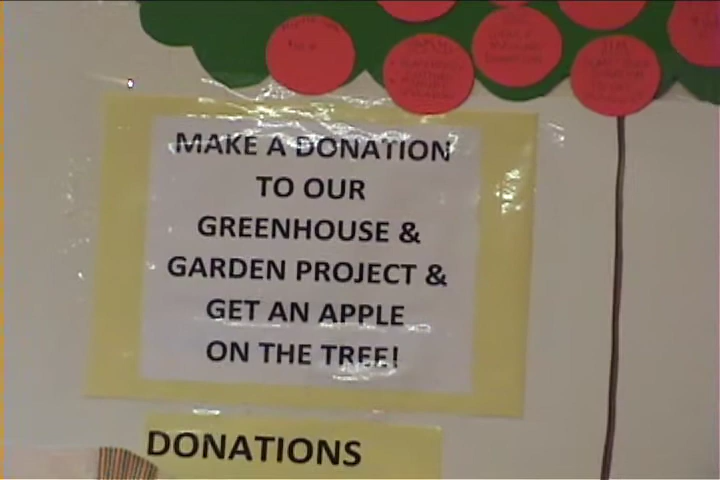 MAKE A DONATION
TO OUR
GREENHOUSE &
GARDEN PROJECT &
GET AN APPLE
ON THE TREE!
DONATIONS